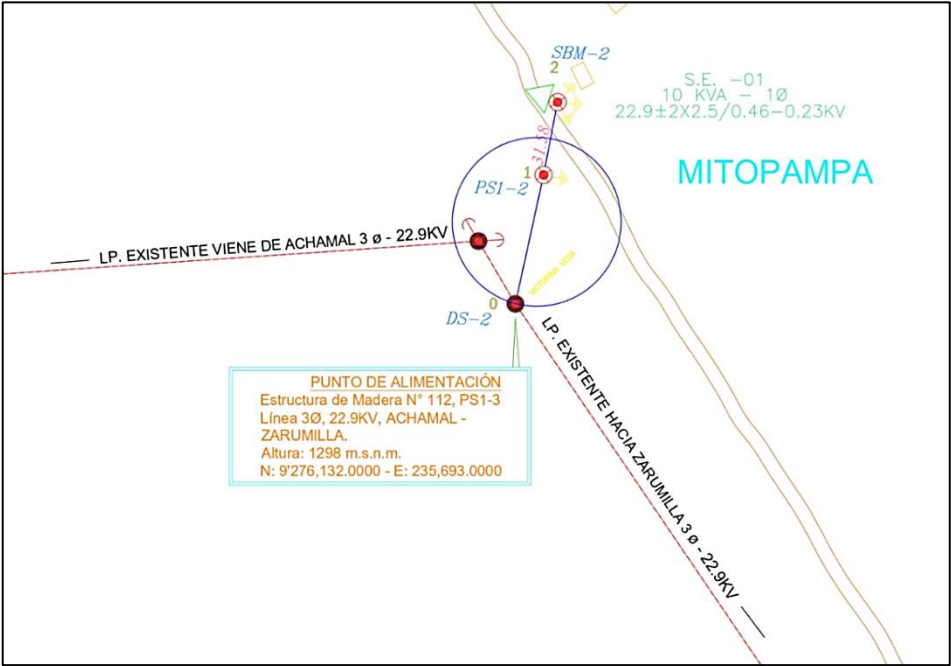 SBM-2
2
S.E. -01
10 KVA - 1Ø
22.9±2X2.5/0.46-0.23KV
31.58
MITOPAMPA
1
PS1-2
LP. EXISTENTE VIENE DE ACHAMAL 3 ø - 22.9KV
VICTORINA VEGA
0
DS-2
LP. EXISTENTE HACIA ZARUMILLA 3 ø - 22.9KV
PUNTO DE ALIMENTACIÓN
Estructura de Madera N° 112, PS1-3
Línea 3Ø, 22.9KV, ACHAMAL -
ZARUMILLA.
Altura: 1298 m.s.n.m.
N: 9'276,132.0000 - E: 235,693.0000